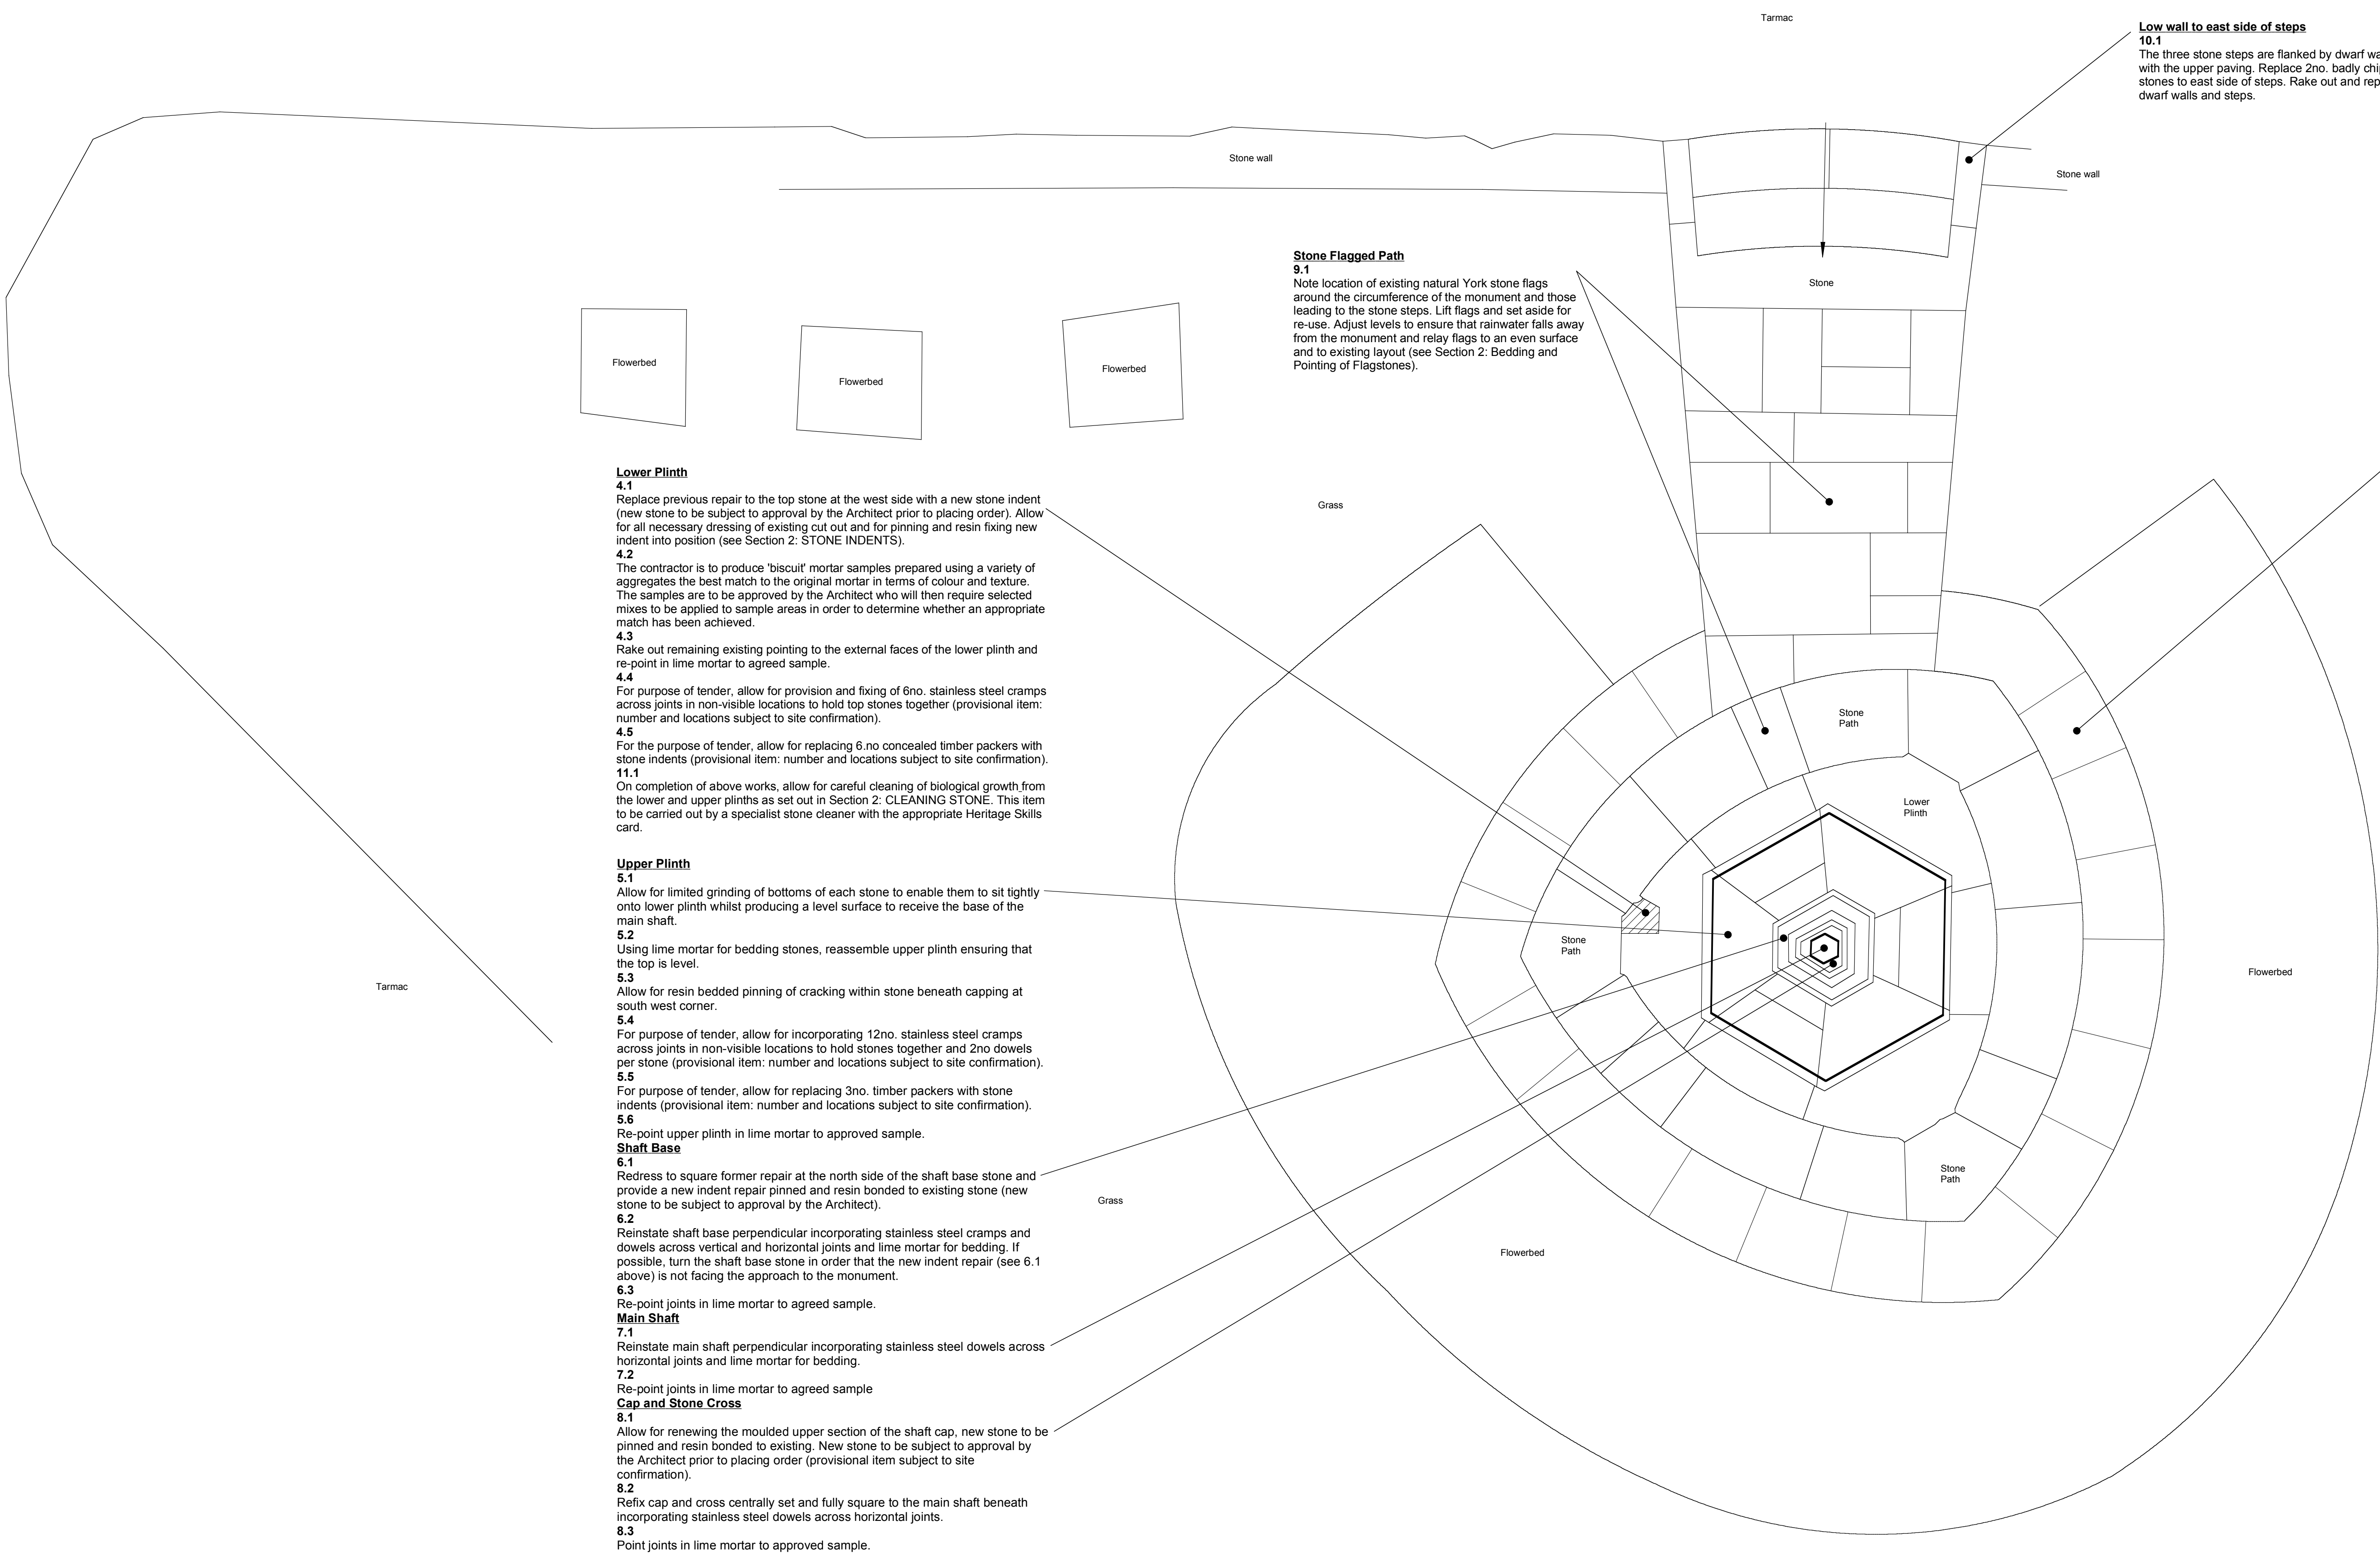 Tarmac
Low wall to east side of steps
10.1
The three stone steps are flanked by dwarf
with the upper paving. Replace 2no. badly
stones to east side of steps. Rake out and
dwarf walls and steps.
Stone wall
Stone wall
Stone Flagged Path
9.1
Note location of existing natural York stone flags
around the circumference of the monument and those
leading to the stone steps. Lift flags and set aside for
re-use. Adjust levels to ensure that rainwater falls away
from the monument and relay flags to an even surface
and to existing layout (see Section 2: Bedding and
Pointing of Flagstones).
Stone
Flowerbed
Flowerbed
Flowerbed
Grass
Lower Plinth
4.1
Replace previous repair to the top stone at the west side with a new stone indent
(new stone to be subject to approval by the Architect prior to placing order). Allow
for all necessary dressing of existing cut out and for pinning and resin fixing new
indent into position (see Section 2: STONE INDENTS).
4.2
The contractor is to produce 'biscuit' mortar samples prepared using a variety of
aggregates the best match to the original mortar in terms of colour and texture.
The samples are to be approved by the Architect who will then require selected
mixes to be applied to sample areas in order to determine whether an appropriate
match has been achieved.
4.3
Rake out remaining existing pointing to the external faces of the lower plinth and
re-point in lime mortar to agreed sample.
4.4
For purpose of tender, allow for provision and fixing of 6no. stainless steel cramps
across joints in non-visible locations to hold top stones together (provisional item:
number and locations subject to site confirmation).
4.5
For the purpose of tender, allow for replacing 6.no concealed timber packers with
stone indents (provisional item: number and locations subject to site confirmation).
11.1
On completion of above works, allow for careful cleaning of biological growth from
the lower and upper plinths as set out in Section 2: CLEANING STONE. This item
to be carried out by a specialist stone cleaner with the appropriate Heritage Skills
card.
Upper Plinth
5.1
Allow for limited grinding of bottoms of each stone to enable them to sit tightly
onto lower plinth whilst producing a level surface to receive the base of the
main shaft.
5.2
Using lime mortar for bedding stones, reassemble upper plinth ensuring that
the top is level.
5.3
Allow for resin bedded pinning of cracking within stone beneath capping at
south west corner.
5.4
For purpose of tender, allow for incorporating 12no. stainless steel cramps
across joints in non-visible locations to hold stones together and 2no dowels
per stone (provisional item: number and locations subject to site confirmation).
5.5
For purpose of tender, allow for replacing 3no. timber packers with stone
indents (provisional item: number and locations subject to site confirmation).
5.6
Re-point upper plinth in lime mortar to approved sample.
Shaft Base
6.1
Redress to square former repair at the north side of the shaft base stone and
provide a new indent repair pinned and resin bonded to existing stone (new
stone to be subject to approval by the Architect).
6.2
Reinstate shaft base perpendicular incorporating stainless steel cramps and
dowels across vertical and horizontal joints and lime mortar for bedding. If
possible, turn the shaft base stone in order that the new indent repair (see 6.1
above) is not facing the approach to the monument.
6.3
Re-point joints in lime mortar to agreed sample.
Main Shaft
7.1
Reinstate main shaft perpendicular incorporating stainless steel dowels across
horizontal joints and lime mortar for bedding.
7.2
Re-point joints in lime mortar to agreed sample
Cap and Stone Cross
8.1
Allow for renewing the moulded upper section of the shaft cap, new stone to be
pinned and resin bonded to existing. New stone to be subject to approval by
the Architect prior to placing order (provisional item subject to site
confirmation).
8.2
Refix cap and cross centrally set and fully square to the main shaft beneath
incorporating stainless steel dowels across horizontal joints.
8.3
Point joints in lime mortar to approved sample.
Stone
Path
Lower
Plinth
Stone
Path
Flowerbed
Tarmac
Stone
Path
Grass
Flowerbed